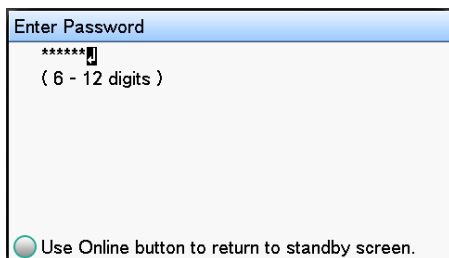 Enter Password
******↲
( 6 - 12 digits )
Use Online button to return to standby screen.